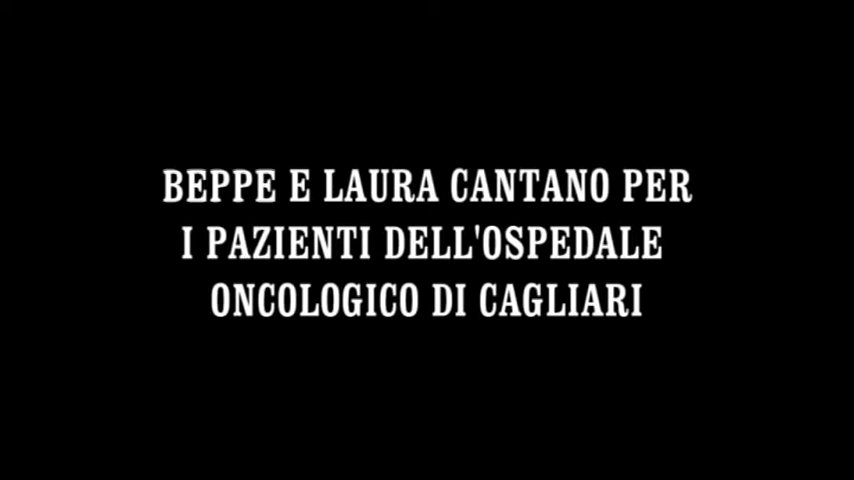 BEPPE E LAURA CANTANO PER
I PAZIENTI DELL'OSPEDALE
ONCOLOGICO DI CAGLIARI